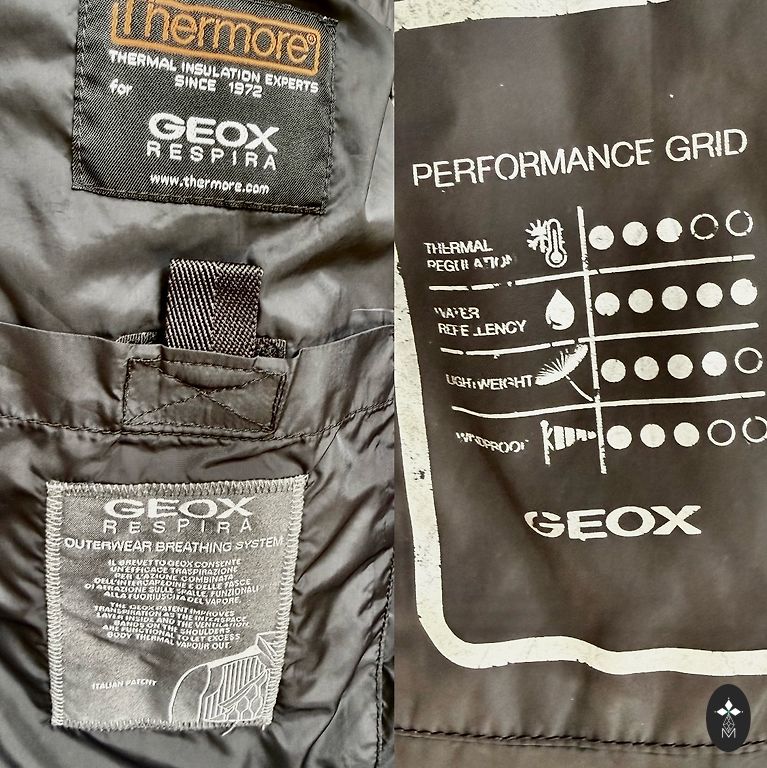 Thermore®
THERMAL INSULATION EXPERTS
SINCE 1972
for
GEOX
RESPIRA
www.thermore.com
GEOX
RESPIRA
OUTERWEAR BREATHING SYSTEM
IL BREVETTO GEOX CONSENTE
UN'EFFICACE TRASPIRAZIONE
PER L'AZIONE COMBINATA
DELL'INTERCAPEDINE E DELLE FASCE
DI AERAZIONE SULLE SPALLE, FUNZIONALI
ALLA FUORIUSCITA DEL VAPORE.
THE GEOX PATENT IMPROVES
TRANSPIRATION AS THE INTERSPACE
LAYER INSIDE AND THE VENTILATION
BANDS ON THE SHOULDERS
ARE FUNCTIONAL TO LET EXCESS
BODY THERMAL VAPOUR OUT.
ITALIAN PATENT
PERFORMANCE GRID
THERMAL
REGULATION
WATER
REPELLENCY
LIGHTWEIGHT
WINDPROOF
GEOX
M